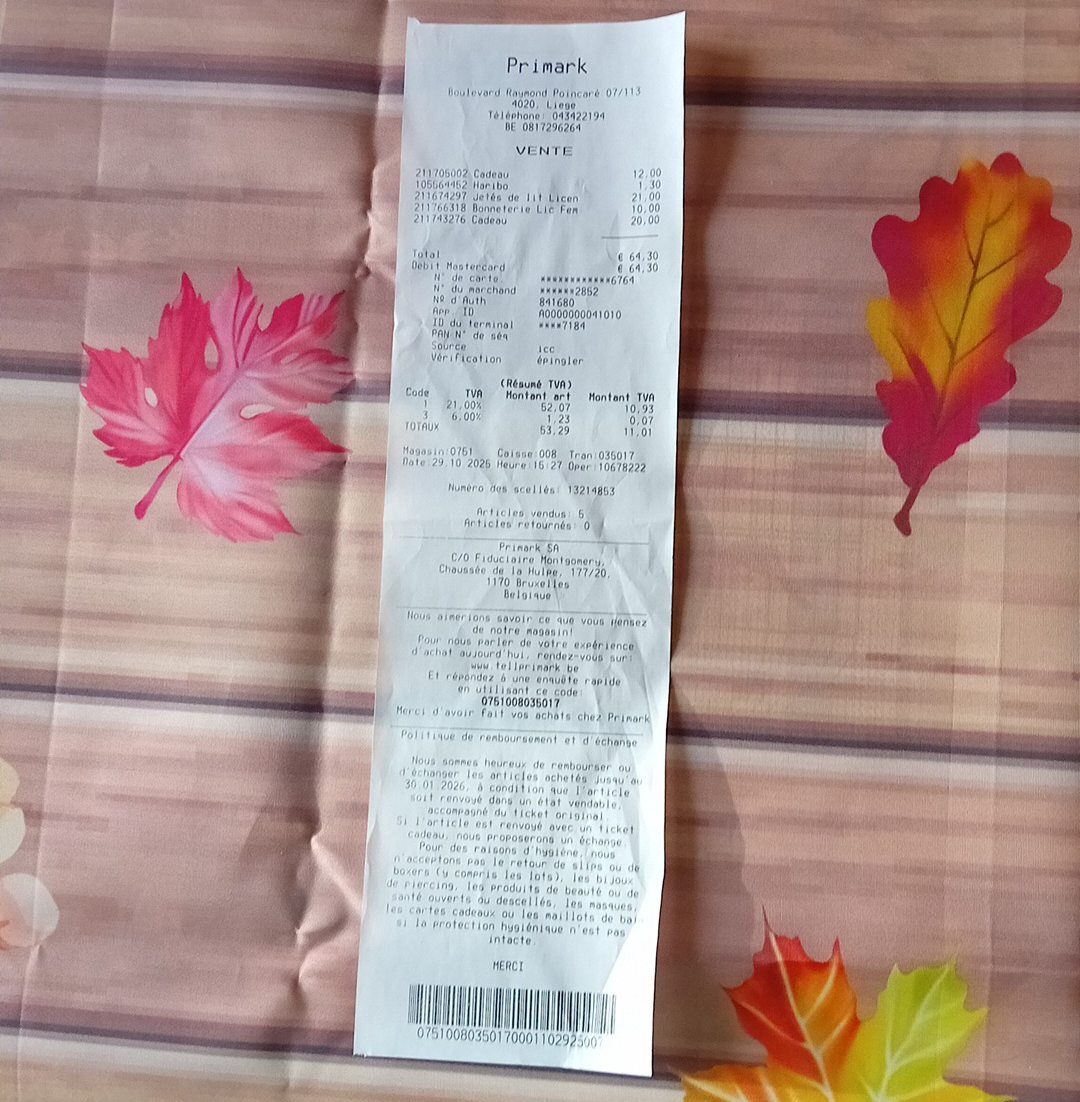 Primark
Boulevard Raymond Poincaré 07/113
4020, Liege
Téléphone: 043422194
BE 0817296264
VENTE
211705002 Cadeau 12,00
105564452 Haribo 1,30
211674297 Jetés de lit Licen 21,00
211766318 Bonneterie Lic Fem 10,00
211743276 Cadeau 20,00
Total € 64,30
Debit Mastercard € 64,30
N° de carte: ************6764
N° du marchand ******2852
Nº d'Auth 841680
App. ID A0000000041010
ID du terminal ****7184
PAN N° de séq
Source icc
Vérification épingler
(Résumé TVA)
Code TVA Montant art Montant TVA
1 21,00% 52,07 10,93
3 6,00% 1,23 0,07
TOTAUX 53,29 11,01
Magasin:0751 Caisse:008 Tran:035017
Date:29.10.2025 Heure:15:27 Oper:10678222
Numéro des scellés: 13214853
Articles vendus: 5
Articles retournés: 0
Primark SA
C/O Fiduciaire Montgomery,
Chaussée de la Hulpe, 177/20,
1170 Bruxelles
Belgique
Nous aimerions savoir ce que vous pensez
de notre magasin!
Pour nous parler de votre expérience
d'achat aujourd'hui, rendez-vous sur:
www.tellprimark.be
Et répondez à une enquête rapide
en utilisant ce code:
0751008035017
Merci d'avoir fait vos achats chez Primark
Politique de remboursement et d'échange
Nous sommes heureux de rembourser ou
d'échanger les articles achetés jusqu'au
30.01.2026, à condition que l'article
soit renvoyé dans un état vendable,
accompagné du ticket original.
Si l'article est renvoyé avec un ticket
cadeau, nous proposerons un échange.
Pour des raisons d'hygiène, nous
n'acceptons pas le retour de slips ou de
boxers (y compris les lots), les bijoux
de piercing, les produits de beauté ou de
santé ouverts ou descellés, les masques,
les cartes cadeaux ou les maillots de bai
si la protection hygiénique n'est pas
intacte.
MERCI